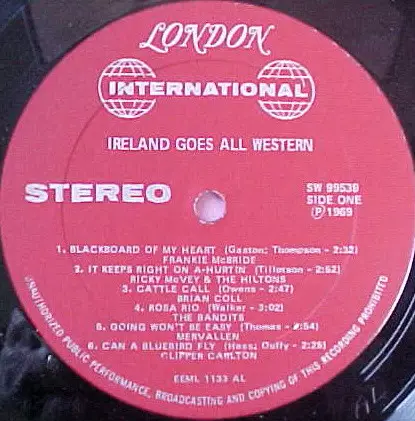 LONDON
INTERNATIONAL
IRELAND GOES ALL WESTERN
STEREO
SW 99530
SIDE ONE
Ⓟ 1969
1. BLACKBOARD OF MY HEART (Gaston; Thompson - 2:32)
FRANKIE McBRIDE
2. IT KEEPS RIGHT ON A-HURTIN (Tillotson - 2:52)
RICKY McVEY & THE HILTONS
3. CATTLE CALL (Owens - 2:47)
BRIAN COLL
4. ROSA RIO (Walker - 3:02)
THE BANDITS
5. GOING WON'T BE EASY (Thomas - 2:54)
MERVALLEN
6. CAN A BLUEBIRD FLY (Hess; Duffy - 2:28)
CLIPPER CARLTON
EEML 1133 AL
UNAUTHORIZED PUBLIC PERFORMANCE, BROADCASTING AND COPYING OF THIS RECORDING PROHIBITED